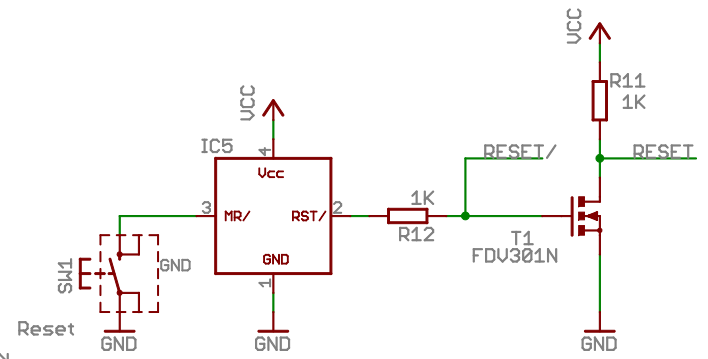 VCC
VCC
R11
1K
IC5
4
Vcc
RESET/
RESET
3
MR/
RST/
2
1K
R12
T1
FDV301N
GND
SW1
GND
1
Reset
GND
GND
GND